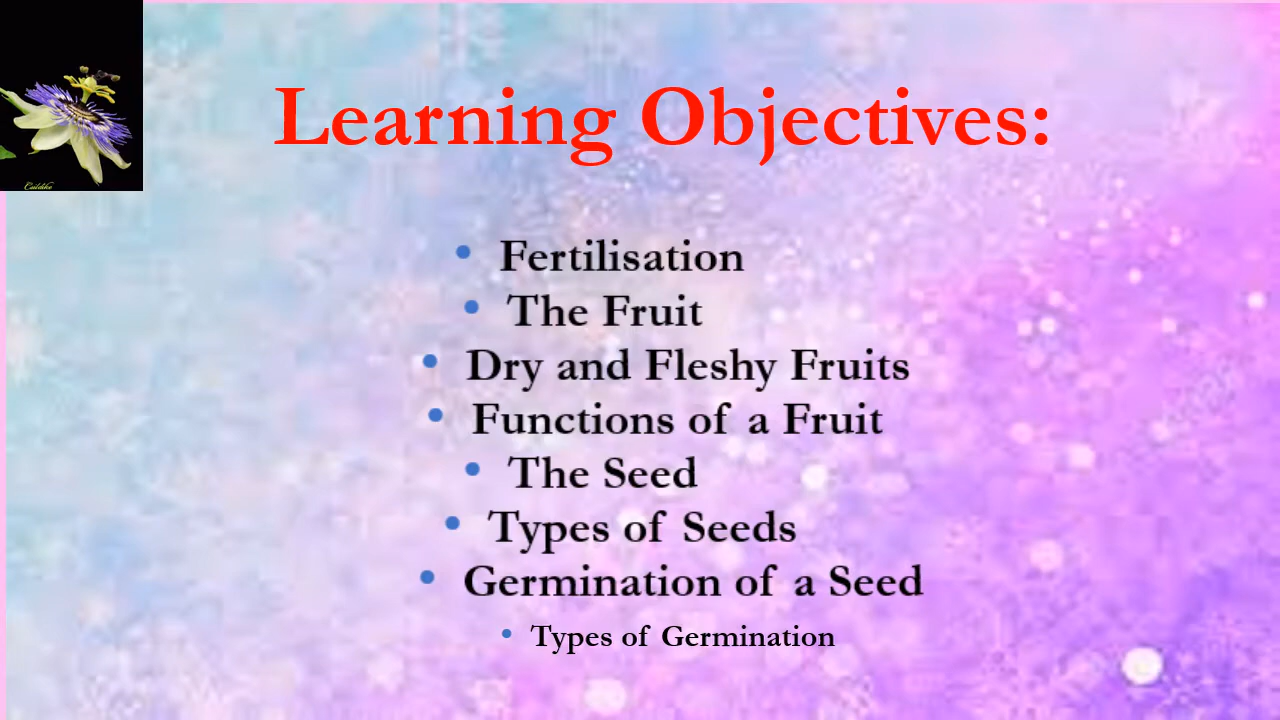 Learning Objectives:
• Fertilisation
• The Fruit
• Dry and Fleshy Fruits
• Functions of a Fruit
• The Seed
• Types of Seeds
• Germination of a Seed
• Types of Germination